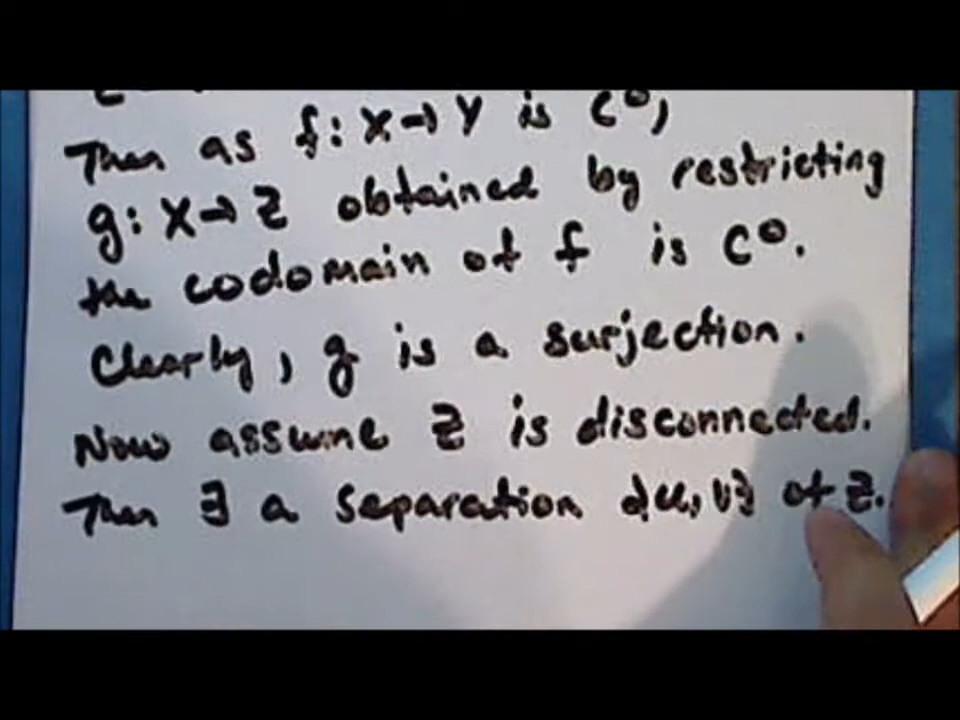 Then as f: X→Y is C⁰,
g: X→Z obtained by restricting
the codomain of f is C⁰.
Clearly, g is a surjection.
Now assume Z is disconnected.
Then ∃ a separation {U, V} of Z.